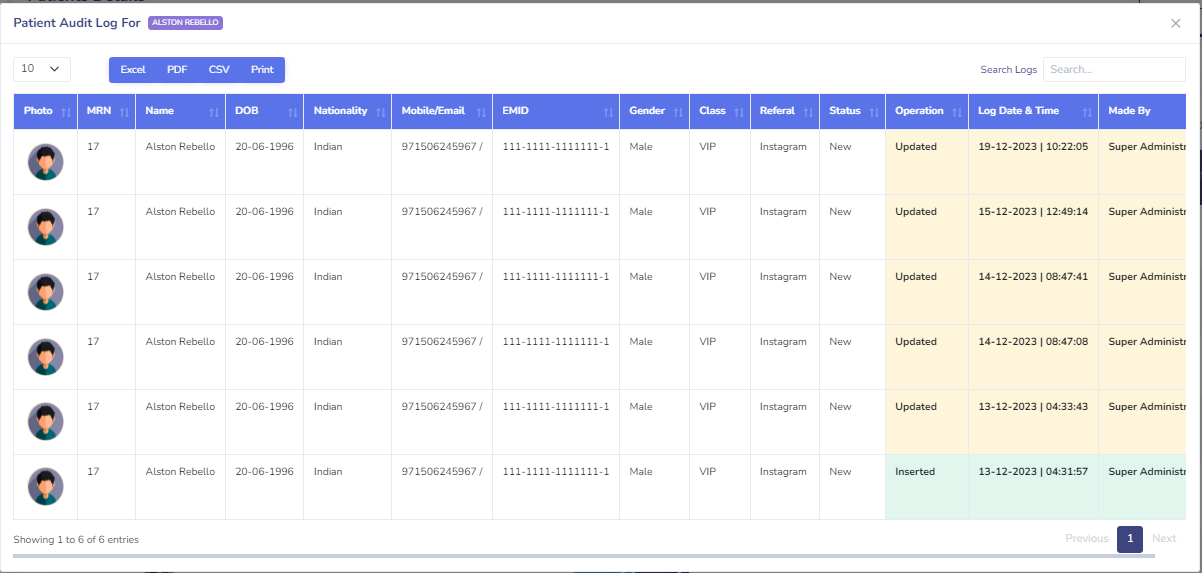 Patient Audit Log For ALSTON REBELLO
10 Excel PDF CSV Print Search Logs Search...
Photo MRN Name DOB Nationality Mobile/Email EMID Gender Class Referal Status Operation Log Date & Time Made By
17 Alston Rebello 20-06-1996 Indian 971506245967 / 111-1111-1111111-1 Male VIP Instagram New Updated 19-12-2023 | 10:22:05 Super Administr
17 Alston Rebello 20-06-1996 Indian 971506245967 / 111-1111-1111111-1 Male VIP Instagram New Updated 15-12-2023 | 12:49:14 Super Administr
17 Alston Rebello 20-06-1996 Indian 971506245967 / 111-1111-1111111-1 Male VIP Instagram New Updated 14-12-2023 | 08:47:41 Super Administr
17 Alston Rebello 20-06-1996 Indian 971506245967 / 111-1111-1111111-1 Male VIP Instagram New Updated 14-12-2023 | 08:47:08 Super Administr
17 Alston Rebello 20-06-1996 Indian 971506245967 / 111-1111-1111111-1 Male VIP Instagram New Updated 13-12-2023 | 04:33:43 Super Administr
17 Alston Rebello 20-06-1996 Indian 971506245967 / 111-1111-1111111-1 Male VIP Instagram New Inserted 13-12-2023 | 04:31:57 Super Administr
Showing 1 to 6 of 6 entries Previous 1 Next